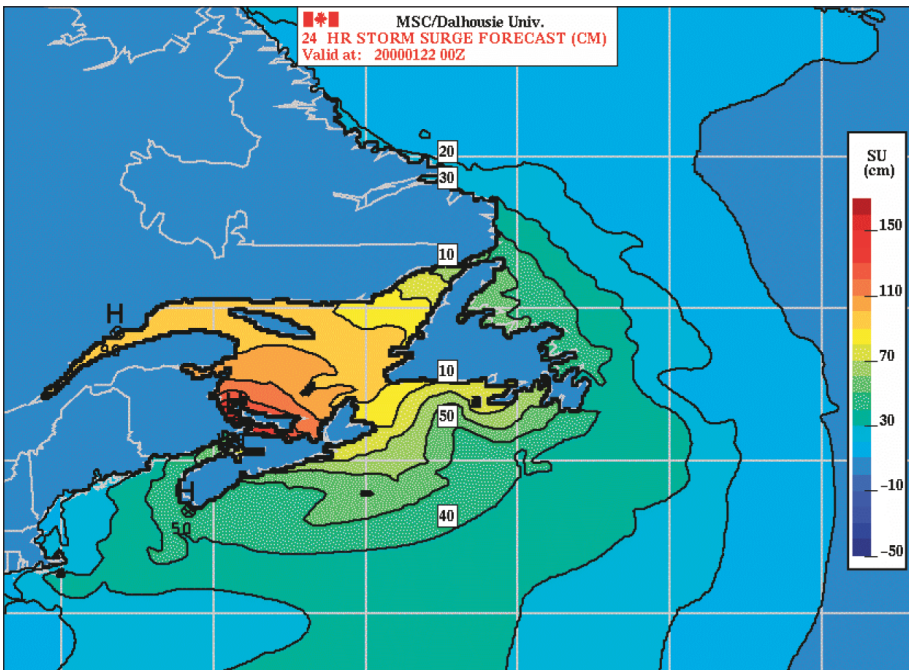 MSC/Dalhousie Univ.
24 HR STORM SURGE FORECAST (CM)
Valid at: 20000122 00Z
20
30
10
10
50
40
H
H
50
SU
(cm)
150
110
70
30
−10
−50